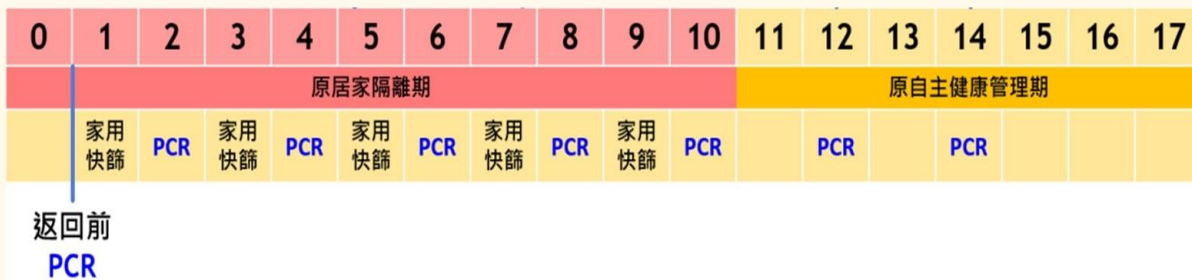 0 1 2 3 4 5 6 7 8 9 10 11 12 13 14 15 16 17
原居家隔離期 原自主健康管理期
家用 家用 家用 家用 家用
PCR PCR PCR PCR PCR PCR PCR
快篩 快篩 快篩 快篩 快篩
返回前
PCR